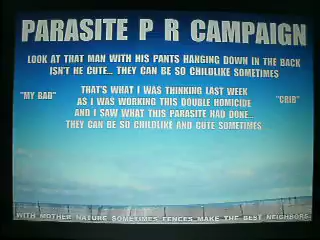 PARASITE P R CAMPAIGN
LOOK AT THAT MAN WITH HIS PANTS HANGING DOWN IN THE BACK
ISN'T HE CUTE... THEY CAN BE SO CHILDLIKE SOMETIMES
"MY BAD"
THAT'S WHAT I WAS THINKING LAST WEEK
AS I WAS WORKING THIS DOUBLE HOMICIDE
AND I SAW WHAT THIS PARASITE HAD DONE...
THEY CAN BE SO CHILDLIKE AND CUTE SOMETIMES
"CRIB"
WITH MOTHER NATURE SOMETIMES FENCES MAKE THE BEST NEIGHBORS